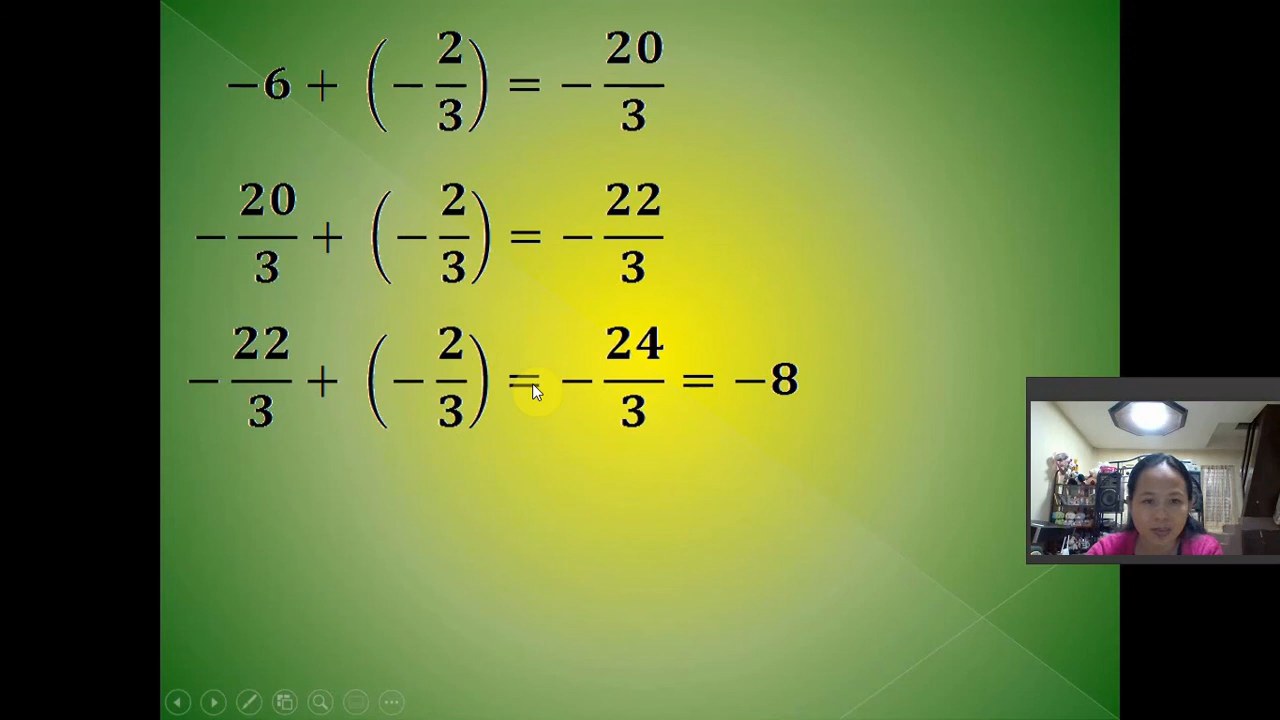 −6 + (−2/3) = −20/3
−20/3 + (−2/3) = −22/3
−22/3 + (−2/3) = −24/3 = −8